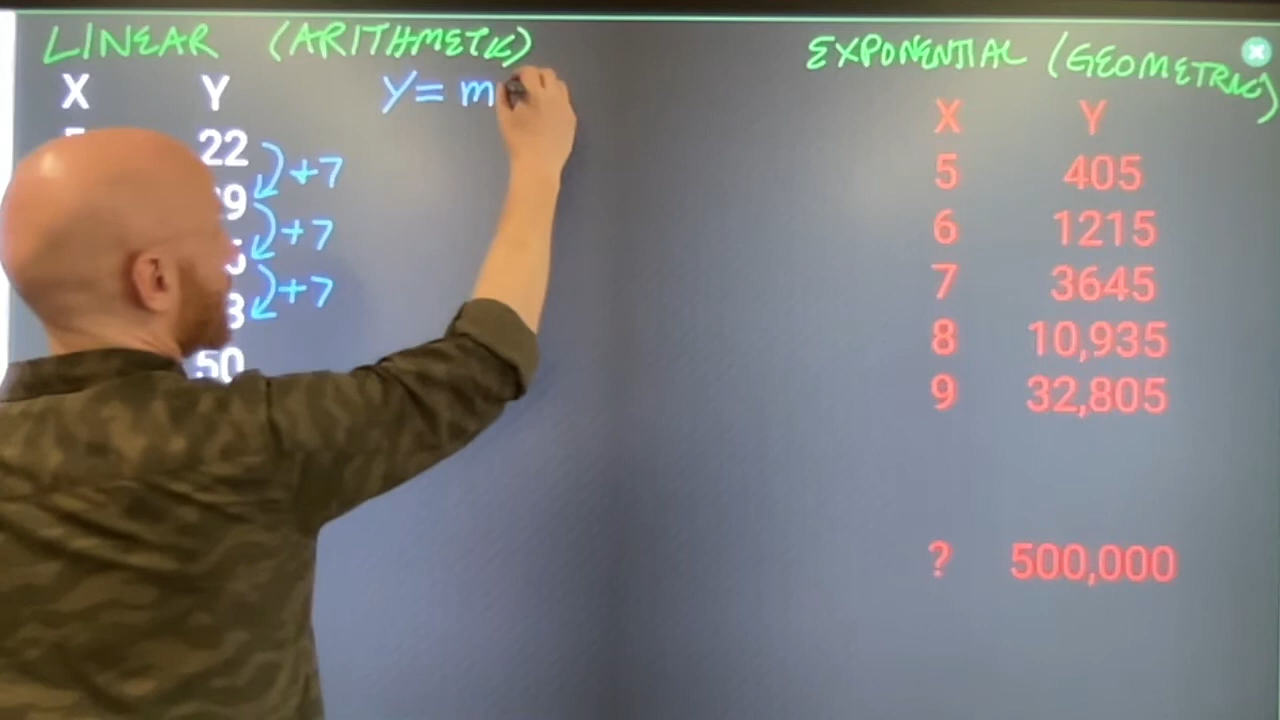 LINEAR (ARITHMETIC)
X Y
22
+7
+7
+7
50
Y = m
EXPONENTIAL (GEOMETRIC)
X Y
5 405
6 1215
7 3645
8 10,935
9 32,805
? 500,000